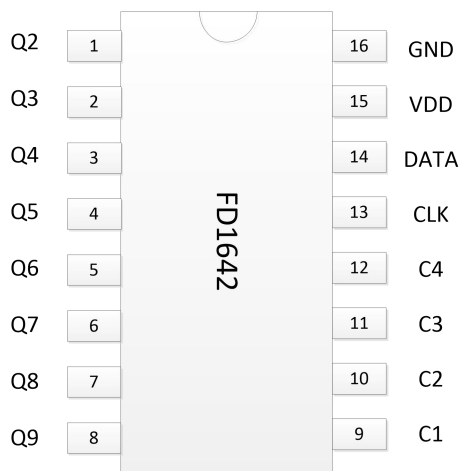 Q2 1 16 GND
Q3 2 15 VDD
Q4 3 14 DATA
Q5 4 13 CLK
FD1642
Q6 5 12 C4
Q7 6 11 C3
Q8 7 10 C2
Q9 8 9 C1